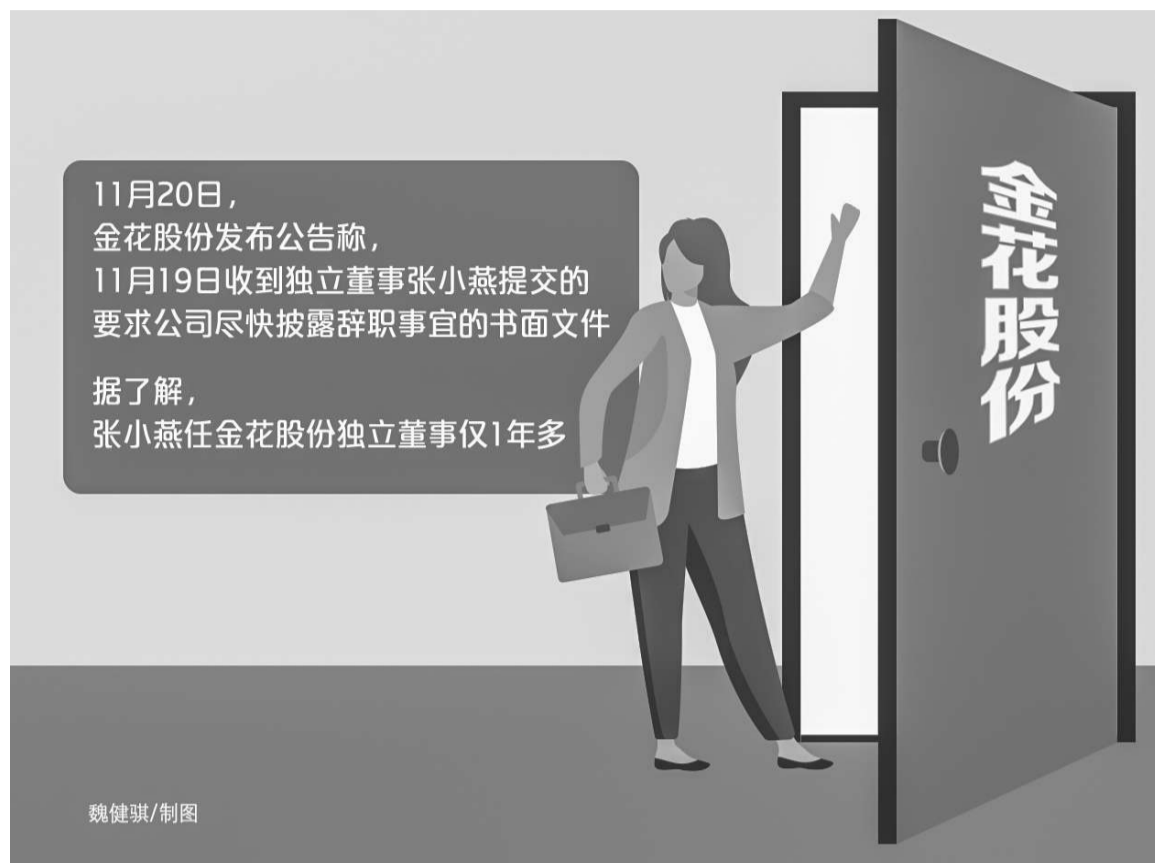 11月20日，
金花股份发布公告称，
11月19日收到独立董事张小燕提交的
要求公司尽快披露辞职事宜的书面文件
据了解，
张小燕任金花股份独立董事仅1年多
金花股份
魏健骐/制图